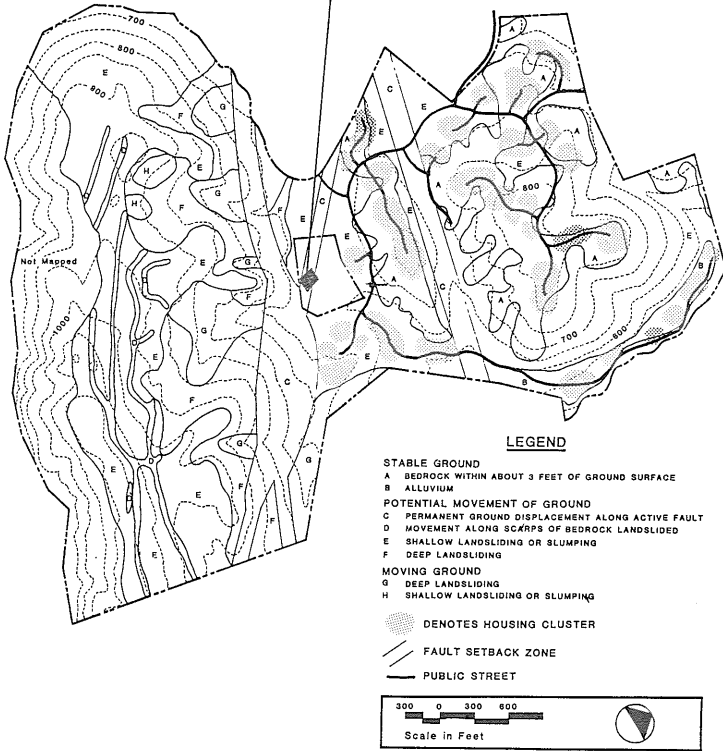 700
A
800
A
E
C
G
E
A
F
A
E
E
H
E
A
800
H
F
G
E
C
A
E
E
A
E
Not Mapped
E
G
B
F
A
A
C
G
700
800
1000
E
E
C
B
F
G
D
G
E
F
F
E
LEGEND
STABLE GROUND
A BEDROCK WITHIN ABOUT 3 FEET OF GROUND SURFACE
B ALLUVIUM
POTENTIAL MOVEMENT OF GROUND
C PERMANENT GROUND DISPLACEMENT ALONG ACTIVE FAULT
D MOVEMENT ALONG SCARPS OF BEDROCK LANDSLIDED
E SHALLOW LANDSLIDING OR SLUMPING
F DEEP LANDSLIDING
MOVING GROUND
G DEEP LANDSLIDING
H SHALLOW LANDSLIDING OR SLUMPING
DENOTES HOUSING CLUSTER
FAULT SETBACK ZONE
PUBLIC STREET
300 0 300 600
Scale in Feet